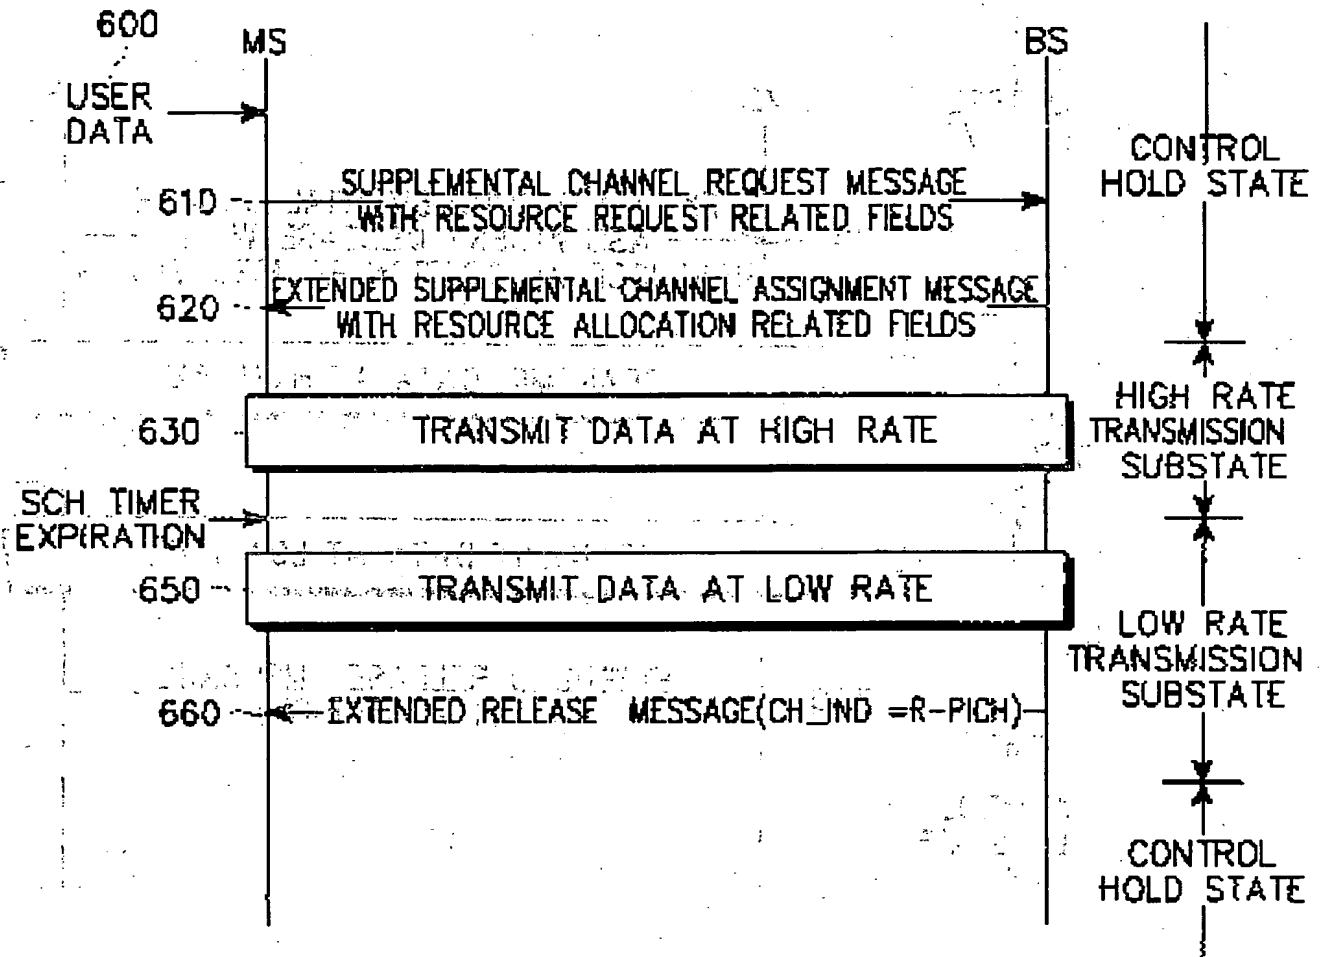 600
MS
BS
USER
DATA
CONTROL
HOLD STATE
610
SUPPLEMENTAL CHANNEL REQUEST MESSAGE
WITH RESOURCE REQUEST RELATED FIELDS
620
EXTENDED SUPPLEMENTAL CHANNEL ASSIGNMENT MESSAGE
WITH RESOURCE ALLOCATION RELATED FIELDS
630
TRANSMIT DATA AT HIGH RATE
HIGH RATE
TRANSMISSION
SUBSTATE
SCH TIMER
EXPIRATION
650
TRANSMIT DATA AT LOW RATE
LOW RATE
TRANSMISSION
SUBSTATE
660
EXTENDED RELEASE MESSAGE(CH_IND =R-PICH)
CONTROL
HOLD STATE